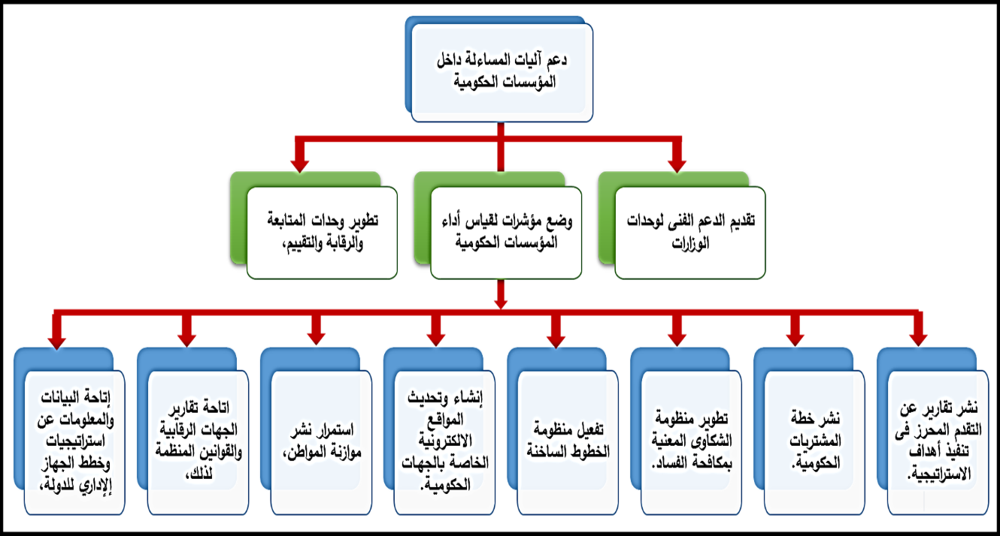 دعم آليات المساءلة داخل
المؤسسات الحكومية
تقديم الدعم الفنى لوحدات
الوزارات
وضع مؤشرات لقياس أداء
المؤسسات الحكومية
تطوير وحدات المتابعة
والرقابة والتقييم،
نشر تقارير عن
التقدم المحرز فى
تنفيذ أهداف
الاستراتيجية.
نشر خطة
المشتريات
الحكومية.
تطوير منظومة
الشكاوى المعنية
بمكافحة الفساد.
تفعيل منظومة
الخطوط الساخنة
إنشاء وتحديث
المواقع
الالكترونية
الخاصة بالجهات
الحكومية.
استمرار نشر
موازنة المواطن،
اتاحة تقارير
الجهات الرقابية
والقوانين المنظمة
لذلك،
إتاحة البيانات
والمعلومات عن
استراتيجيات
وخطط الجهاز
إلإداري للدولة،